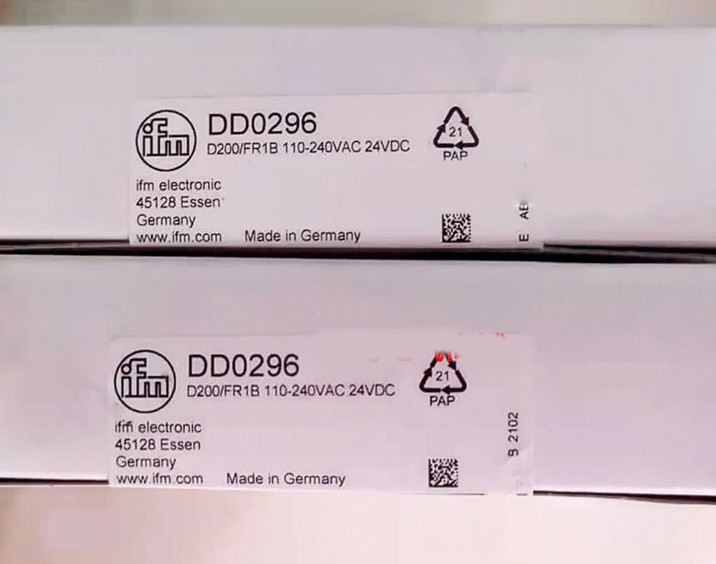 ifm
DD0296
D200/FR1B 110-240VAC 24VDC
21
PAP
ifm electronic
45128 Essen
Germany
www.ifm.com Made in Germany
E
ifm
DD0296
D200/FR1B 110-240VAC 24VDC
21
PAP
ifm electronic
45128 Essen
Germany
www.ifm.com Made in Germany
2102